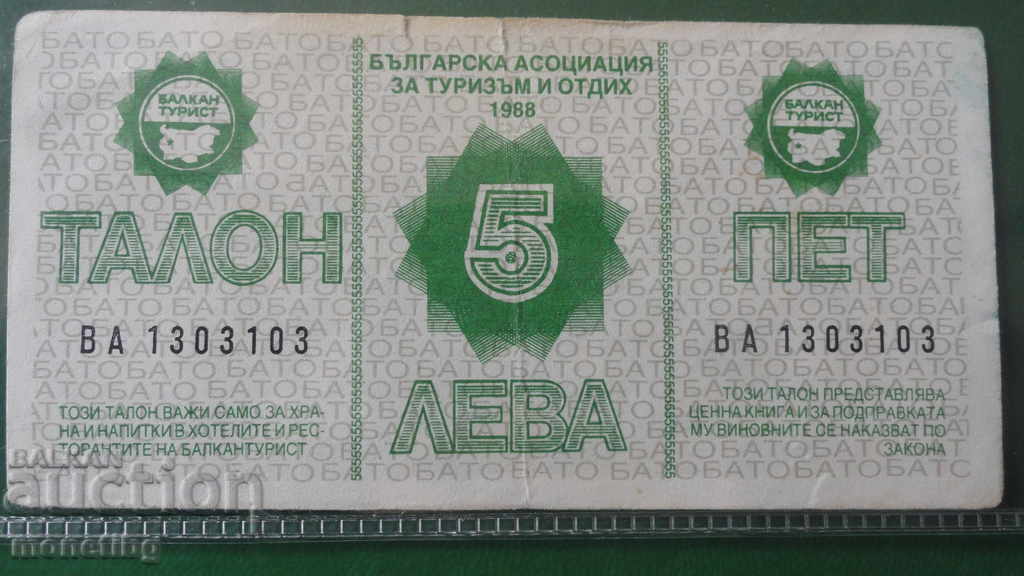 БЪЛГАРСКА АСОЦИАЦИЯ
ЗА ТУРИЗЪМ И ОТДИХ
1988
БАЛКАН
ТУРИСТ
БАЛКАН
ТУРИСТ
ТАЛОН
5
ПЕТ
ВА 1303103
ВА 1303103
ЛЕВА
ТОЗИ ТАЛОН ВАЖИ САМО ЗА ХРА-
НА И НАПИТКИ В ХОТЕЛИТЕ И РЕС-
ТОРАНТИТЕ НА БАЛКАНТУРИСТ
ТОЗИ ТАЛОН ПРЕДСТАВЛЯВА
ЦЕННА КНИГА И ЗА ПОДПРАВКАТА
МУ ВИНОВНИТЕ СЕ НАКАЗВАТ ПО
ЗАКОНА
БАЛКАН
auction
monetibg